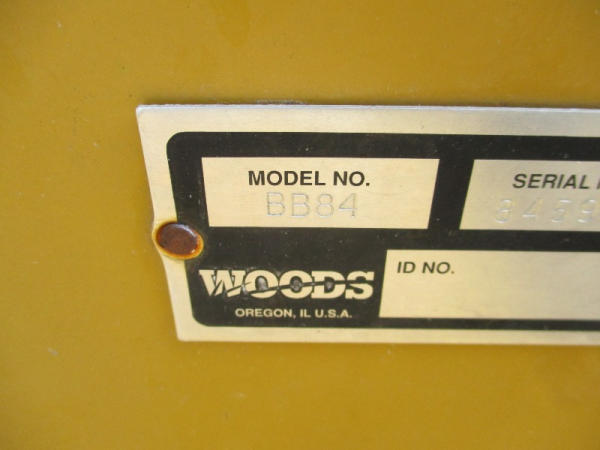 MODEL NO.
BB84
SERIAL
WOODS
OREGON, IL U.S.A.
ID NO.